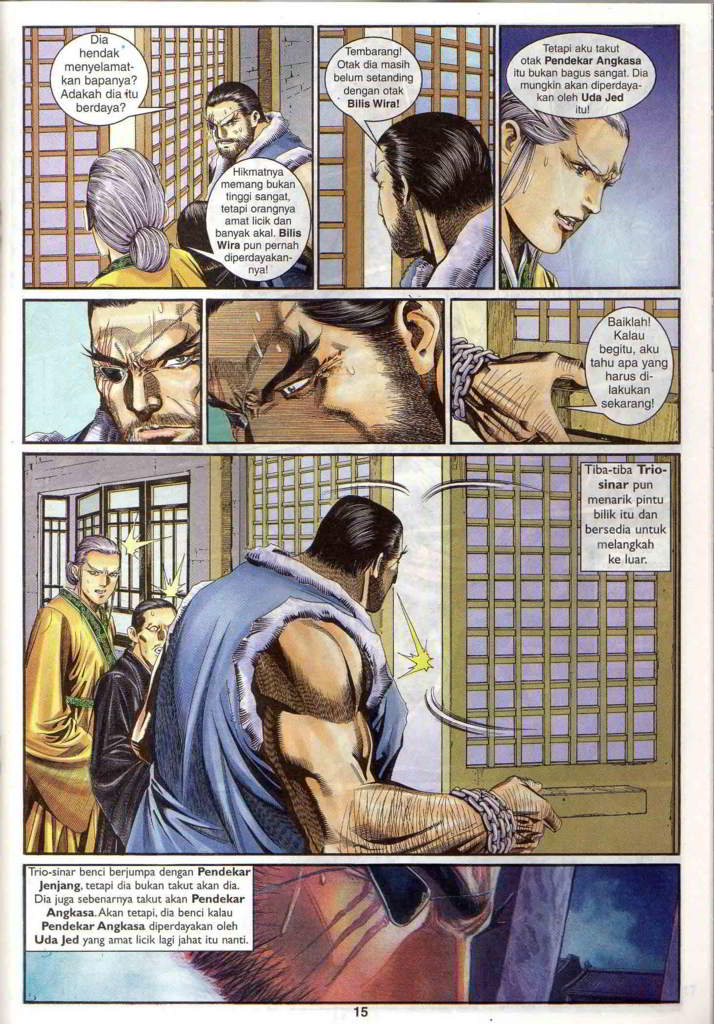 Dia
hendak
menyelamat-
kan bapanya?
Adakah dia itu
berdaya?
Hikmatnya
memang bukan
tinggi sangat,
tetapi orangnya
amat licik dan
banyak akal. Bilis
Wira pun pernah
diperdayakan-
nya!
Tembarang!
Otak dia masih
belum setanding
dengan otak
Bilis Wira!
Tetapi aku takut
otak Pendekar Angkasa
itu bukan bagus sangat. Dia
mungkin akan diperdaya-
kan oleh Uda Jed
itu!
Baiklah!
Kalau
begitu, aku
tahu apa yang
harus di-
lakukan
sekarang!
Tiba-tiba Trio-
sinar pun
menarik pintu
bilik itu dan
bersedia untuk
melangkah
ke luar.
Trio-sinar benci berjumpa dengan Pendekar
Jenjang, tetapi dia bukan takut akan dia.
Dia juga sebenarnya takut akan Pendekar
Angkasa. Akan tetapi, dia benci kalau
Pendekar Angkasa diperdayakan oleh
Uda Jed yang amat licik lagi jahat itu nanti.
15